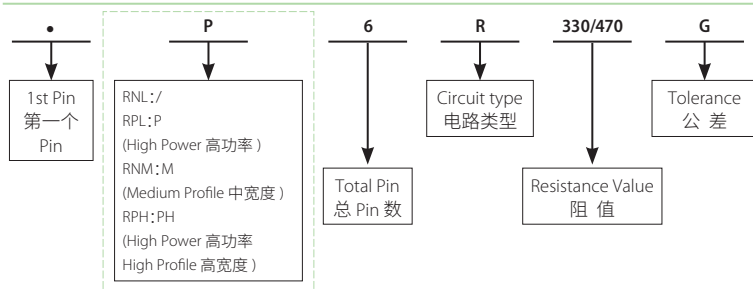 • P 6 R 330/470 G
1st Pin
第一个
Pin
RNL:/
RPL:P
(High Power 高功率 )
RNM:M
(Medium Profile 中宽度 )
RPH:PH
(High Power 高功率
High Profile 高宽度 )
Total Pin
总 Pin 数
Circuit type
电路类型
Resistance Value
阻 值
Tolerance
公 差